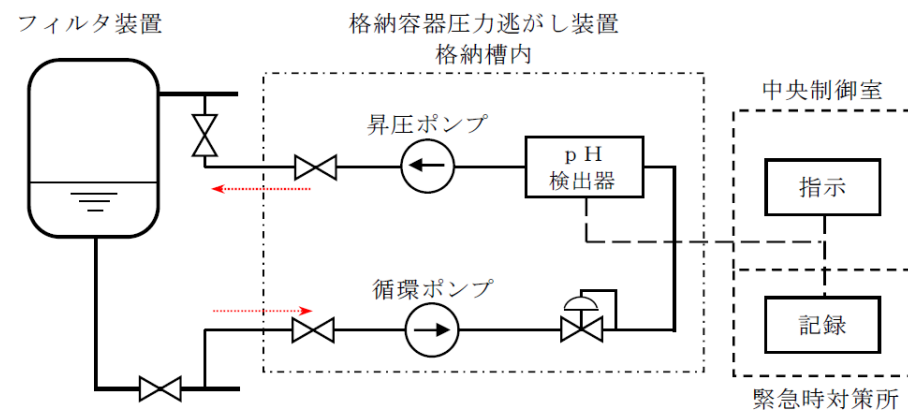 フィルタ装置
格納容器圧力逃がし装置
格納槽内
中央制御室
昇圧ポンプ
ｐＨ
検出器
指示
循環ポンプ
記録
緊急時対策所